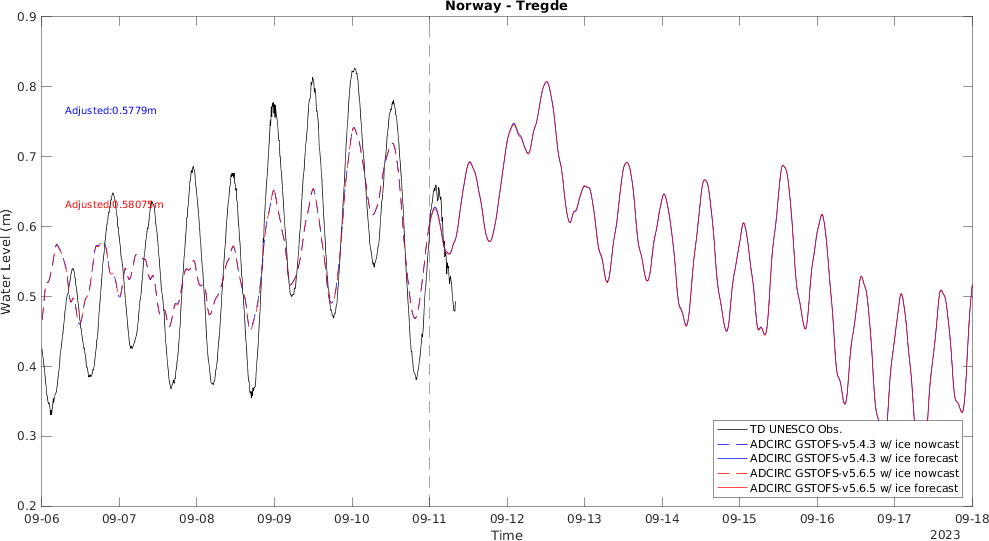 Norway - Tregde
0.9
0.8
0.7
0.6
0.5
0.4
0.3
0.2
Water Level (m)
Adjusted:0.5779m
Adjusted:0.58075m
TD UNESCO Obs.
ADCIRC GSTOFS-v5.4.3 w/ ice nowcast
ADCIRC GSTOFS-v5.4.3 w/ ice forecast
ADCIRC GSTOFS-v5.6.5 w/ ice nowcast
ADCIRC GSTOFS-v5.6.5 w/ ice forecast
09-06 09-07 09-08 09-09 09-10 09-11 09-12 09-13 09-14 09-15 09-16 09-17 09-18
Time
2023